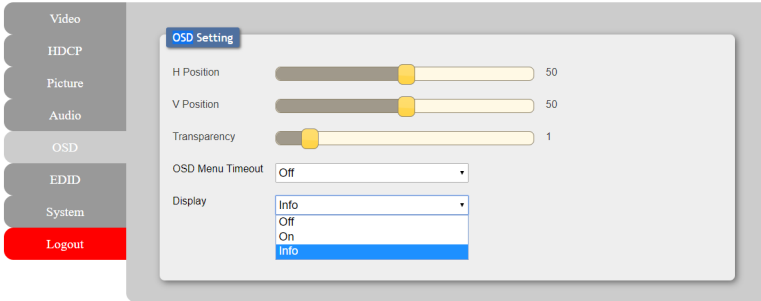 Video
HDCP
Picture
Audio
OSD
EDID
System
Logout
OSD Setting
H Position 50
V Position 50
Transparency 1
OSD Menu Timeout Off
Display Info
Off
On
Info